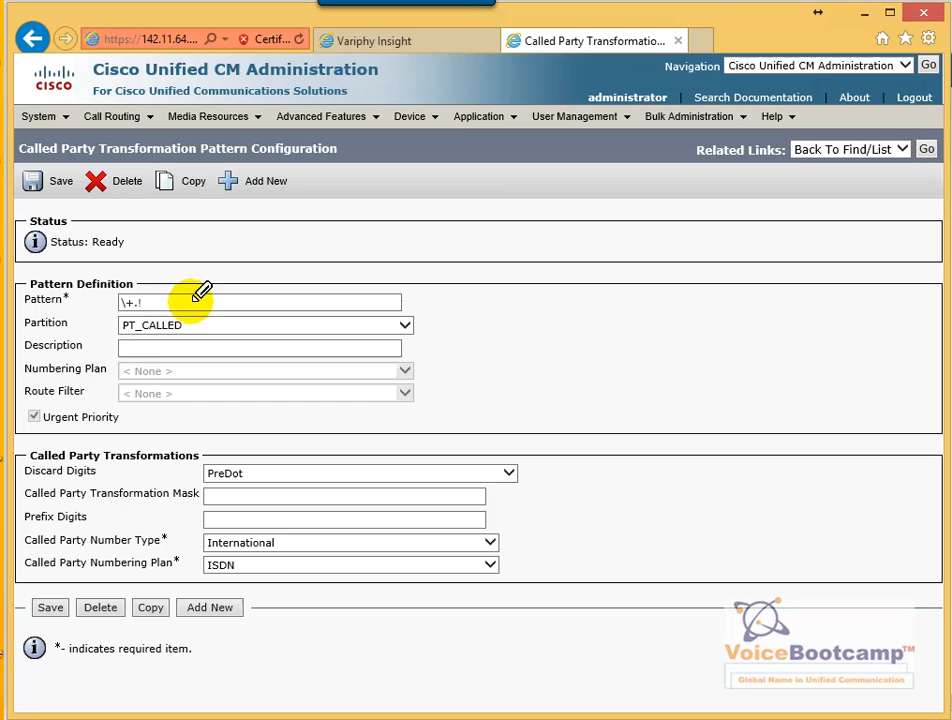 https://142.11.64.... Certif... Variphy Insight Called Party Transformatio...
CISCO Cisco Unified CM Administration
For Cisco Unified Communications Solutions
Navigation Cisco Unified CM Administration Go
administrator Search Documentation About Logout
System Call Routing Media Resources Advanced Features Device Application User Management Bulk Administration Help
Called Party Transformation Pattern Configuration Related Links: Back To Find/List Go
Save Delete Copy Add New
Status
Status: Ready
Pattern Definition
Pattern* \+.!
Partition PT_CALLED
Description
Numbering Plan < None >
Route Filter < None >
Urgent Priority
Called Party Transformations
Discard Digits PreDot
Called Party Transformation Mask
Prefix Digits
Called Party Number Type* International
Called Party Numbering Plan* ISDN
Save Delete Copy Add New
*- indicates required item.
VoiceBootcamp™
Global Name in Unified Communication